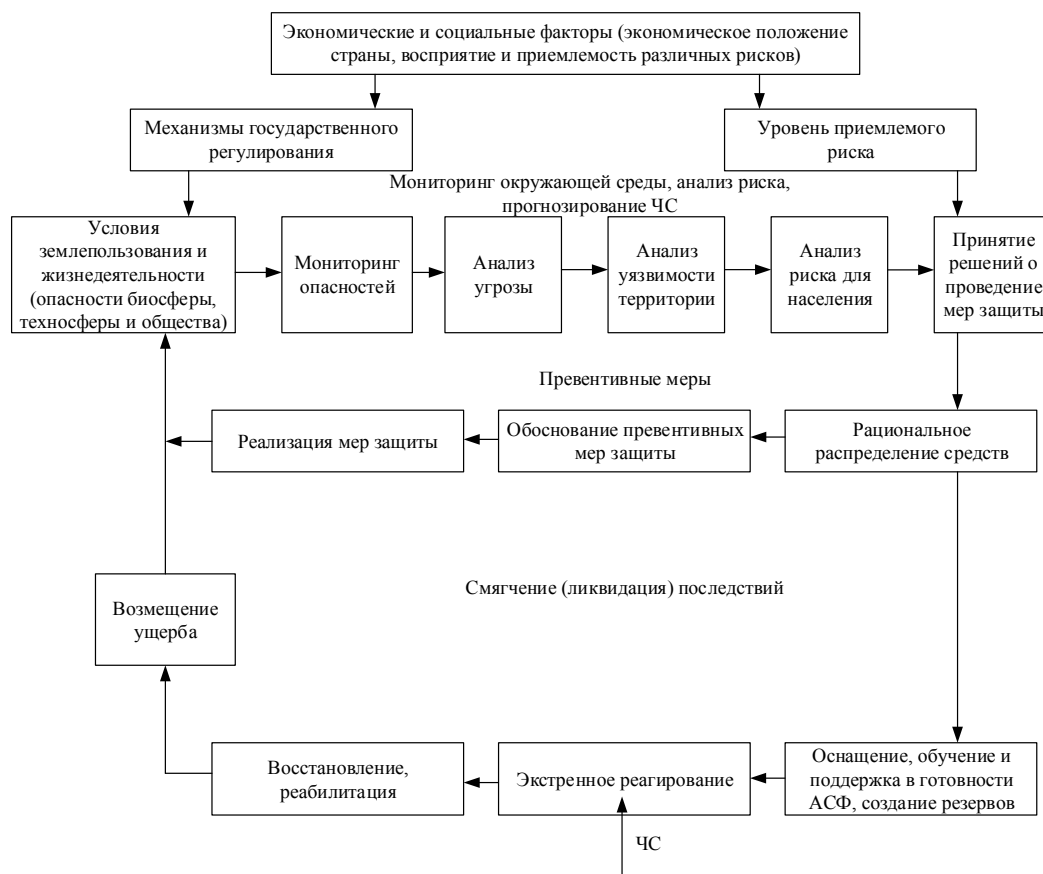 Экономические и социальные факторы (экономическое положение
страны, восприятие и приемлемость различных рисков)
Механизмы государственного
регулирования
Уровень приемлемого
риска
Мониторинг окружающей среды, анализ риска,
прогнозирование ЧС
Условия
землепользования и
жизнедеятельности
(опасности биосферы,
техносферы и общества)
Мониторинг
опасностей
Анализ
угрозы
Анализ
уязвимости
территории
Анализ
риска для
населения
Принятие
решений о
проведение
мер защиты
Превентивные меры
Реализация мер защиты
Обоснование превентивных
мер защиты
Рациональное
распределение средств
Смягчение (ликвидация) последствий
Возмещение
ущерба
Восстановление,
реабилитация
Экстренное реагирование
Оснащение, обучение и
поддержка в готовности
АСФ, создание резервов
ЧС